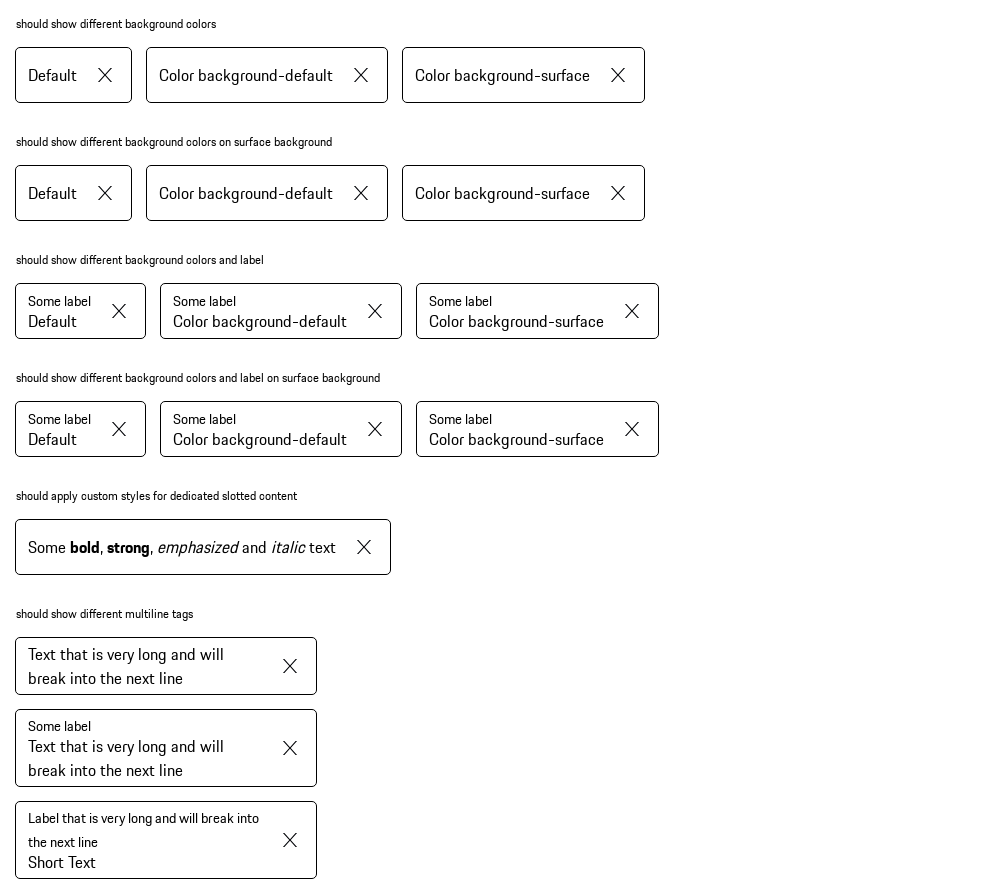 should show different background colors
Default Color background-default Color background-surface
should show different background colors on surface background
Default Color background-default Color background-surface
should show different background colors and label
Some label Some label Some label
Default Color background-default Color background-surface
should show different background colors and label on surface background
Some label Some label Some label
Default Color background-default Color background-surface
should apply custom styles for dedicated slotted content
Some bold, strong, emphasized and italic text
should show different multiline tags
Text that is very long and will
break into the next line
Some label
Text that is very long and will
break into the next line
Label that is very long and will break into
the next line
Short Text